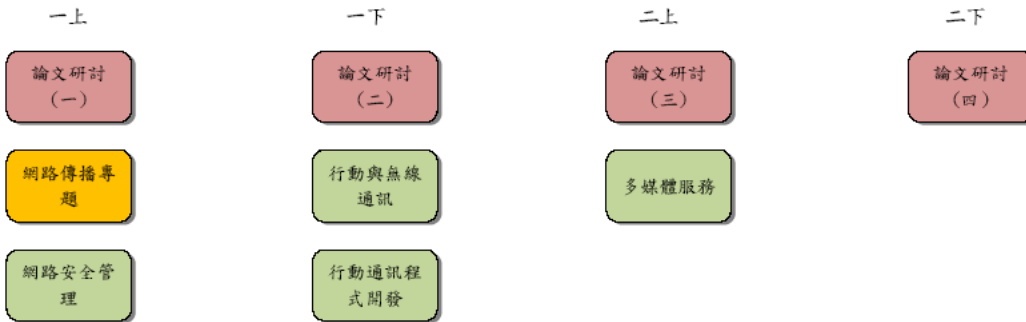 一上
一下
二上
二下
論文研討
（一）
論文研討
（二）
論文研討
（三）
論文研討
（四）
網路傳播專
題
行動與無線
通訊
多媒體服務
網路安全管
理
行動通訊程
式開發